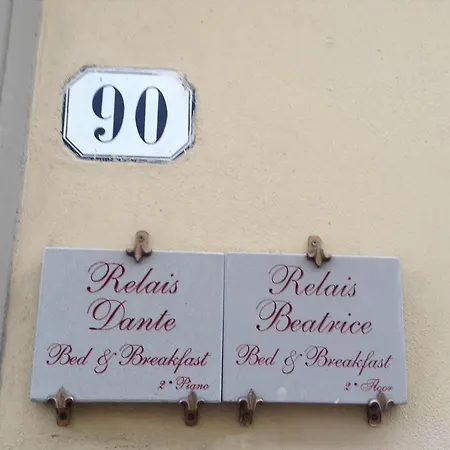 90
Relais
Dante
Bed & Breakfast
2° Piano
Relais
Beatrice
Bed & Breakfast
2° Floor